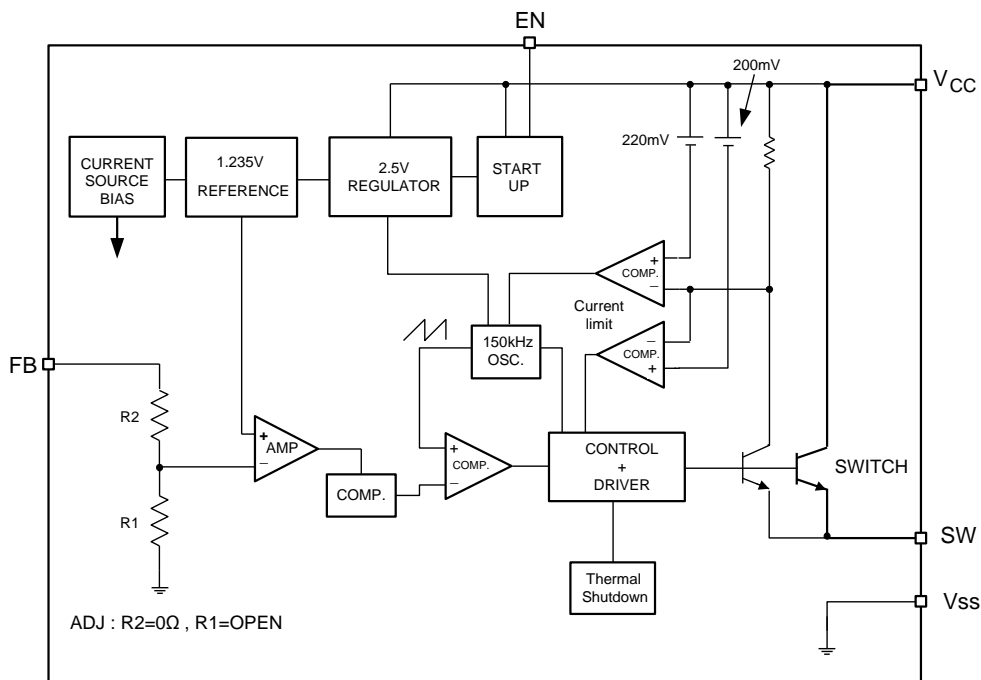 EN
200mV
VCC
220mV
CURRENT
SOURCE
BIAS
1.235V
REFERENCE
2.5V
REGULATOR
START
UP
+
COMP.
−
Current
limit
−
COMP.
+
150kHz
OSC.
FB
R2
+
AMP
−
+
COMP.
−
CONTROL
+
DRIVER
SWITCH
COMP.
R1
SW
Thermal
Shutdown
Vss
ADJ : R2=0Ω , R1=OPEN